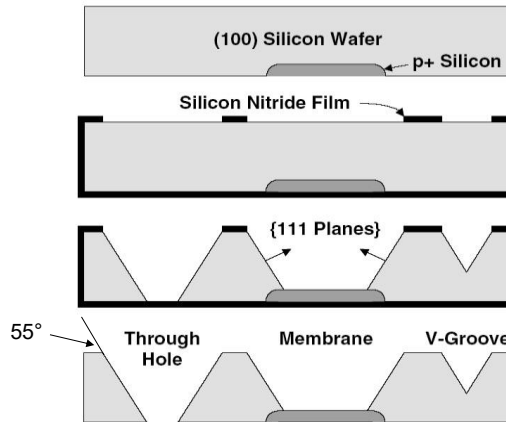 (100) Silicon Wafer
p+ Silicon
Silicon Nitride Film
{111 Planes}
55°
Through
Hole
Membrane
V-Groove